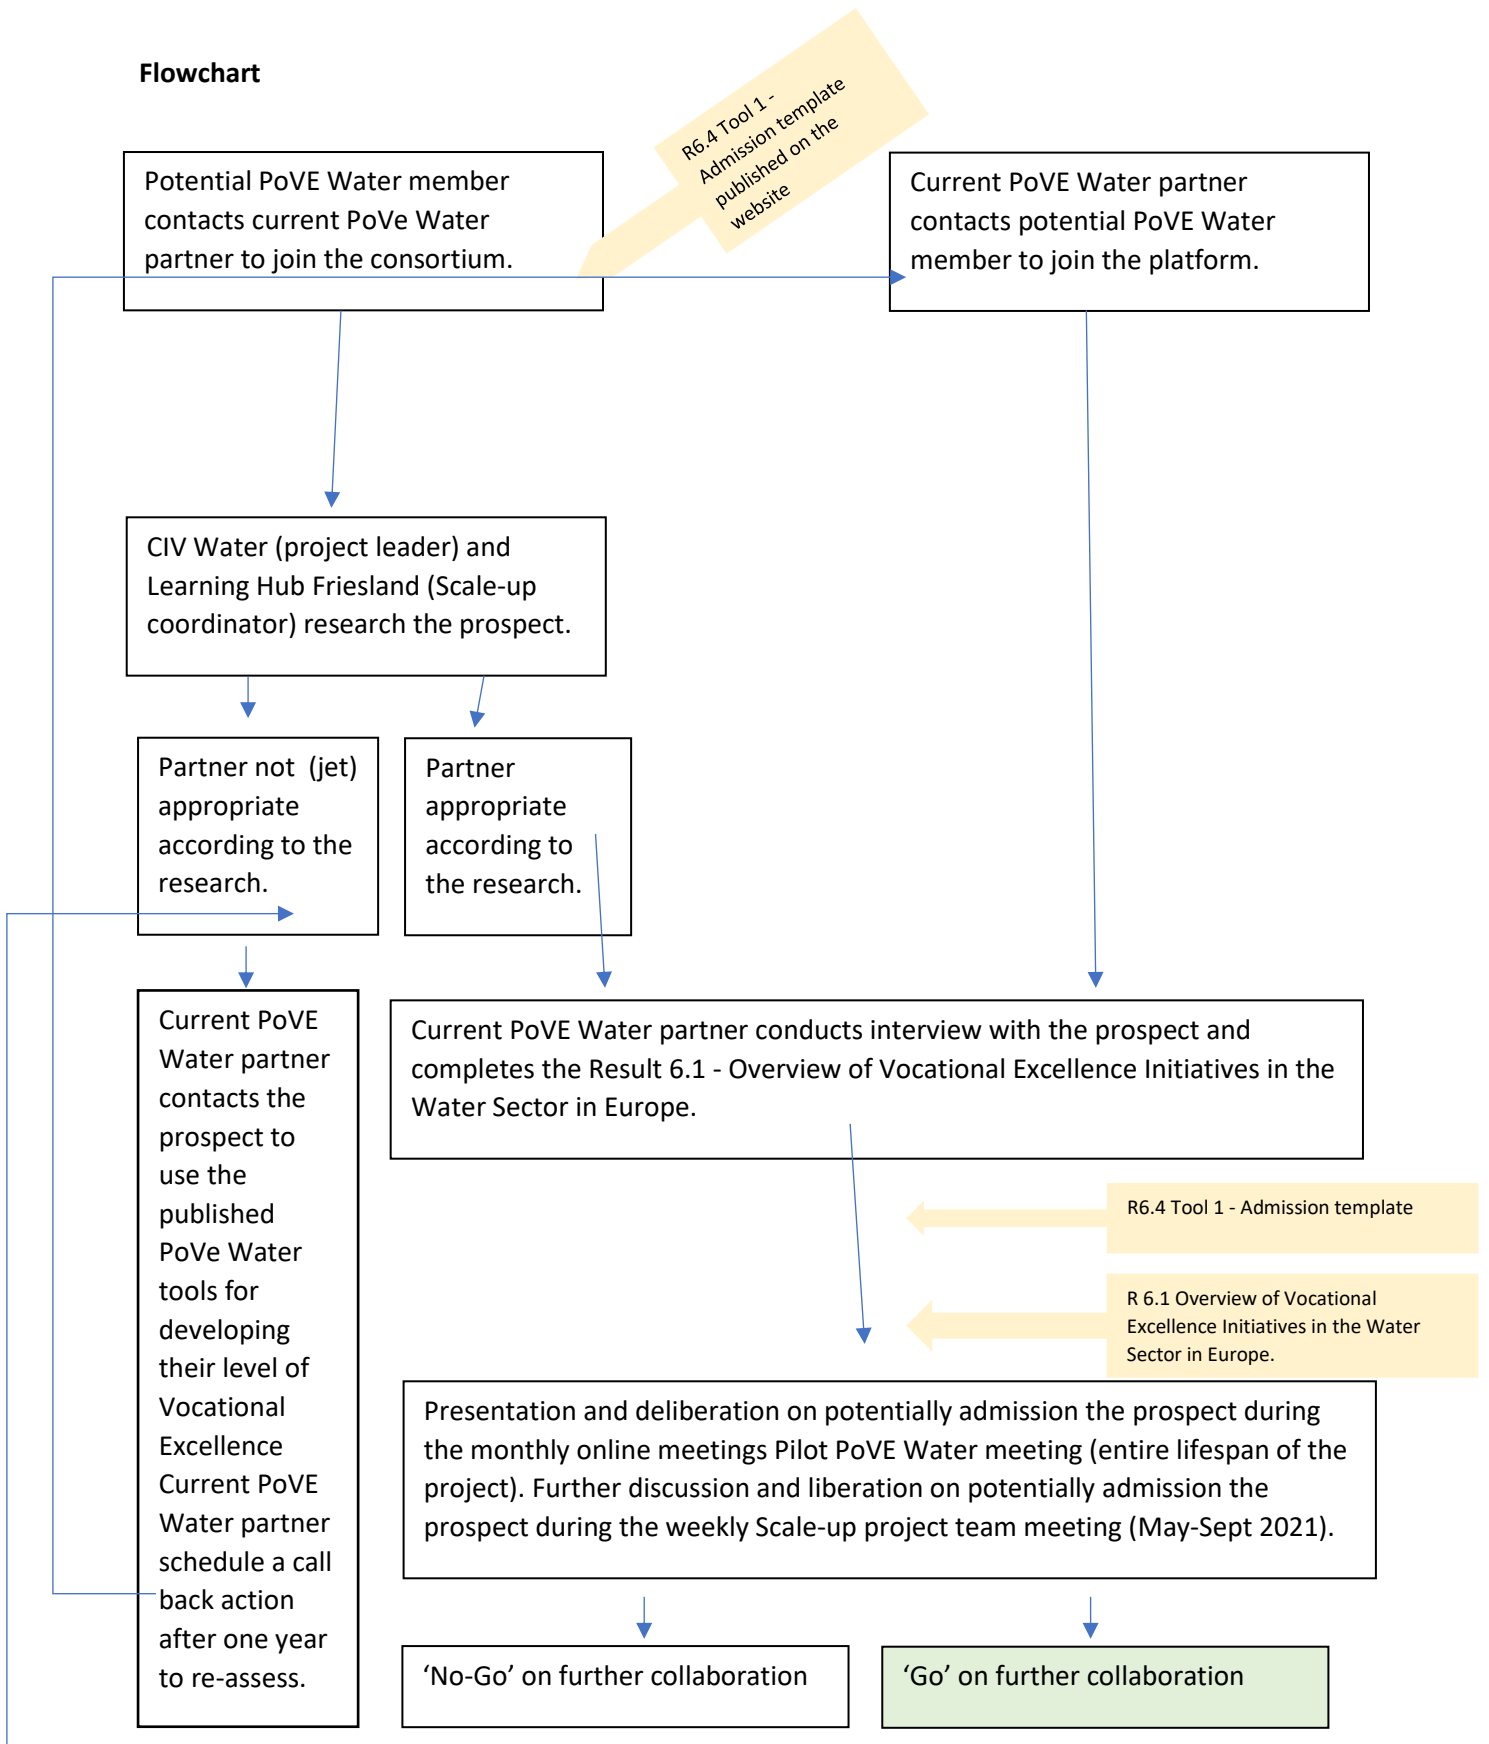 Flowchart
R6.4 Tool 1 -
Admission template
published on the
website
Potential PoVE Water member
contacts current PoVe Water
partner to join the consortium.
Current PoVE Water partner
contacts potential PoVE Water
member to join the platform.
CIV Water (project leader) and
Learning Hub Friesland (Scale-up
coordinator) research the prospect.
Partner not  (jet)
appropriate
according to the
research.
Partner
appropriate
according to
the research.
Current PoVE
Water partner
contacts the
prospect to
use the
published
PoVe Water
tools for
developing
their level of
Vocational
Excellence
Current PoVE
Water partner
schedule a call
back action
after one year
to re-assess.
Current PoVE Water partner conducts interview with the prospect and
completes the Result 6.1 - Overview of Vocational Excellence Initiatives in the
Water Sector in Europe.
R6.4 Tool 1 - Admission template
R 6.1 Overview of Vocational
Excellence Initiatives in the Water
Sector in Europe.
Presentation and deliberation on potentially admission the prospect during
the monthly online meetings Pilot PoVE Water meeting (entire lifespan of the
project). Further discussion and liberation on potentially admission the
prospect during the weekly Scale-up project team meeting (May-Sept 2021).
‘No-Go’ on further collaboration
‘Go’ on further collaboration